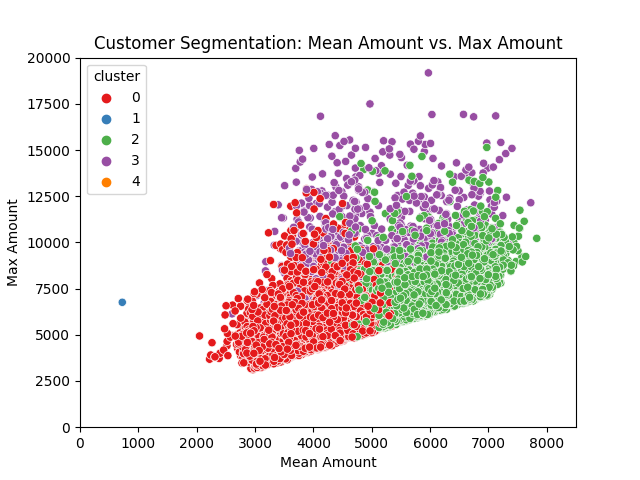 Customer Segmentation: Mean Amount vs. Max Amount
cluster
0
1
2
3
4
20000
17500
15000
12500
10000
7500
5000
2500
0
Max Amount
0 1000 2000 3000 4000 5000 6000 7000 8000
Mean Amount